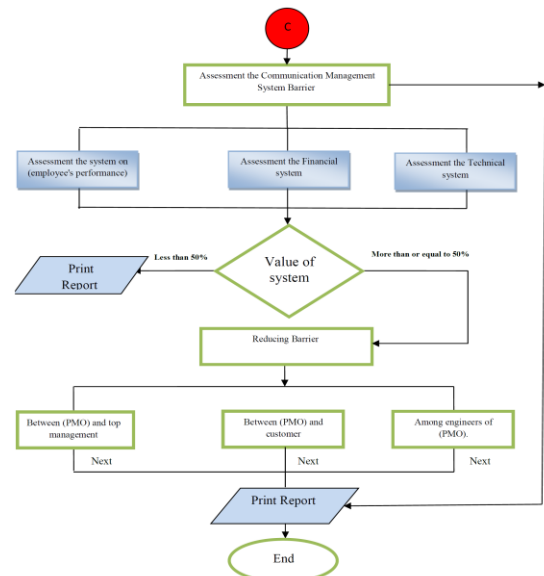 C
Assessment the Communication Management
System Barrier
Assessment the system on
(employee's performance)
Assessment the Financial
system
Assessment the Technical
system
Less than 50%
More than or equal to 50%
Value of
system
Print
Report
Reducing Barrier
Between (PMO) and top
management
Between (PMO) and
customer
Among engineers of
(PMO).
Next
Next
Next
Print Report
End